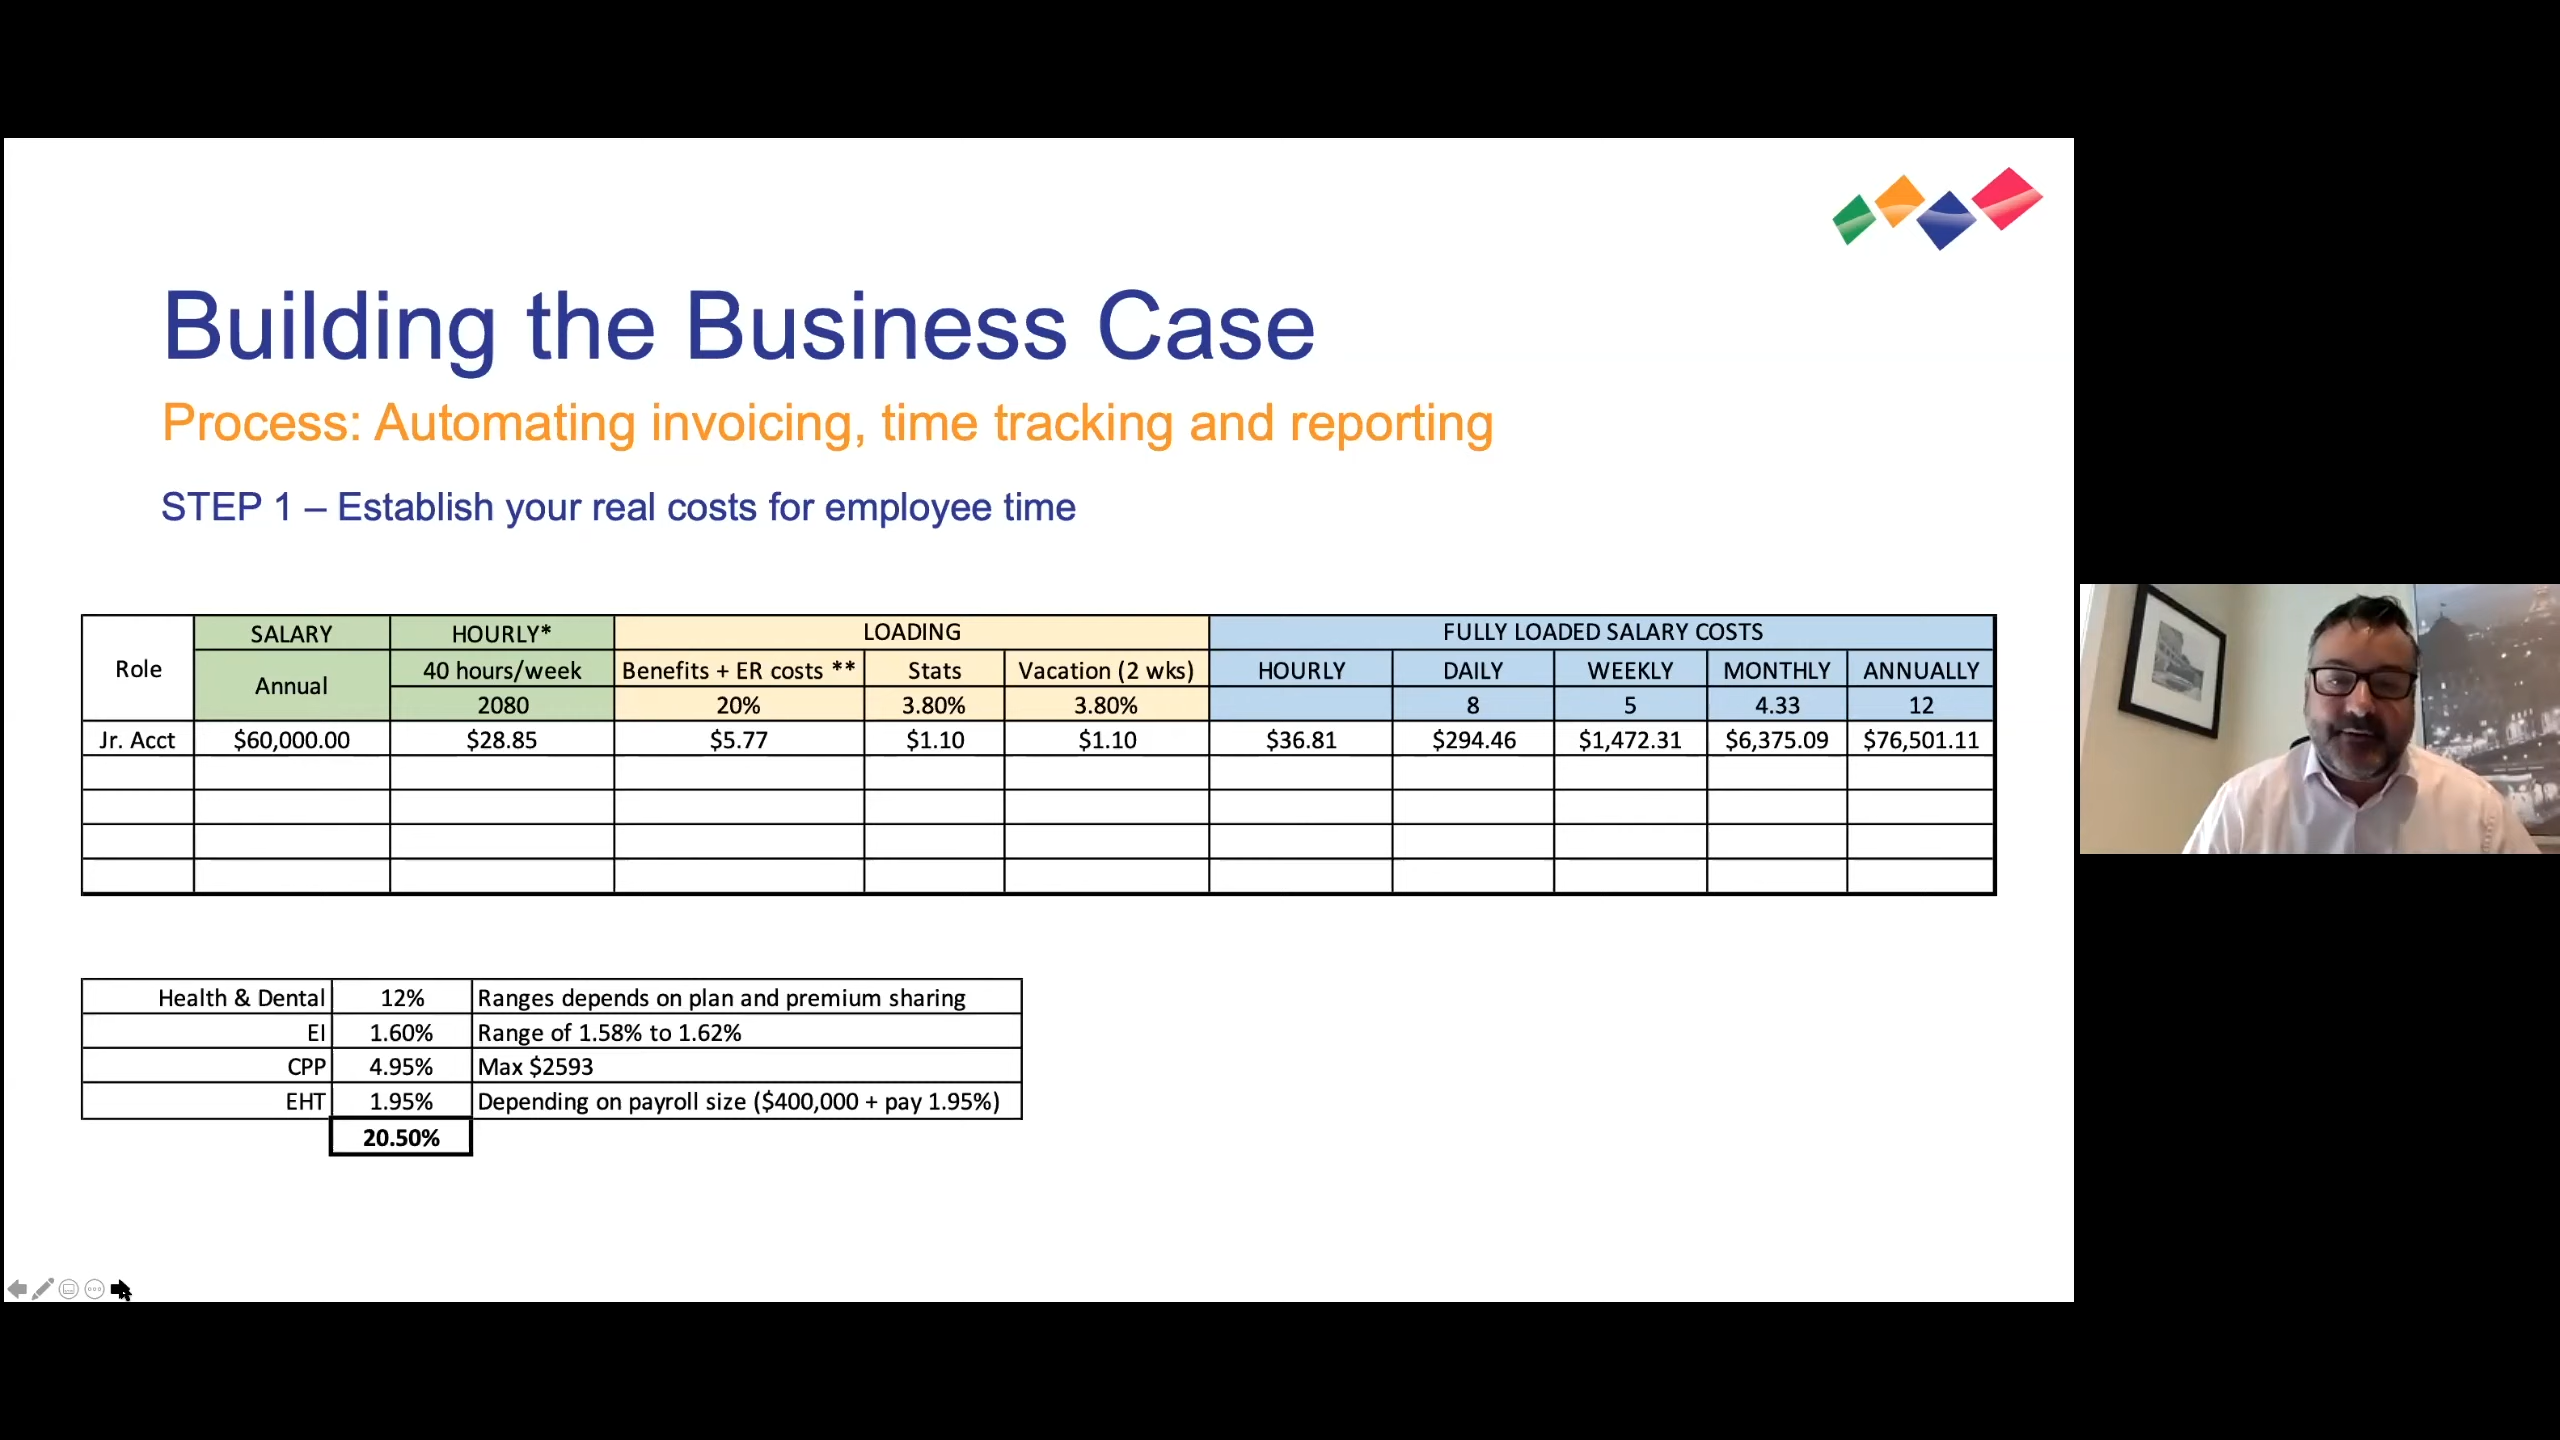 Building the Business Case
Process: Automating invoicing, time tracking and reporting
STEP 1 – Establish your real costs for employee time
Role SALARY HOURLY* LOADING FULLY LOADED SALARY COSTS
Annual 40 hours/week Benefits + ER costs ** Stats Vacation (2 wks) HOURLY DAILY WEEKLY MONTHLY ANNUALLY
2080 20% 3.80% 3.80% 8 5 4.33 12
Jr. Acct $60,000.00 $28.85 $5.77 $1.10 $1.10 $36.81 $294.46 $1,472.31 $6,375.09 $76,501.11
Health & Dental 12% Ranges depends on plan and premium sharing
EI 1.60% Range of 1.58% to 1.62%
CPP 4.95% Max $2593
EHT 1.95% Depending on payroll size ($400,000 + pay 1.95%)
20.50%